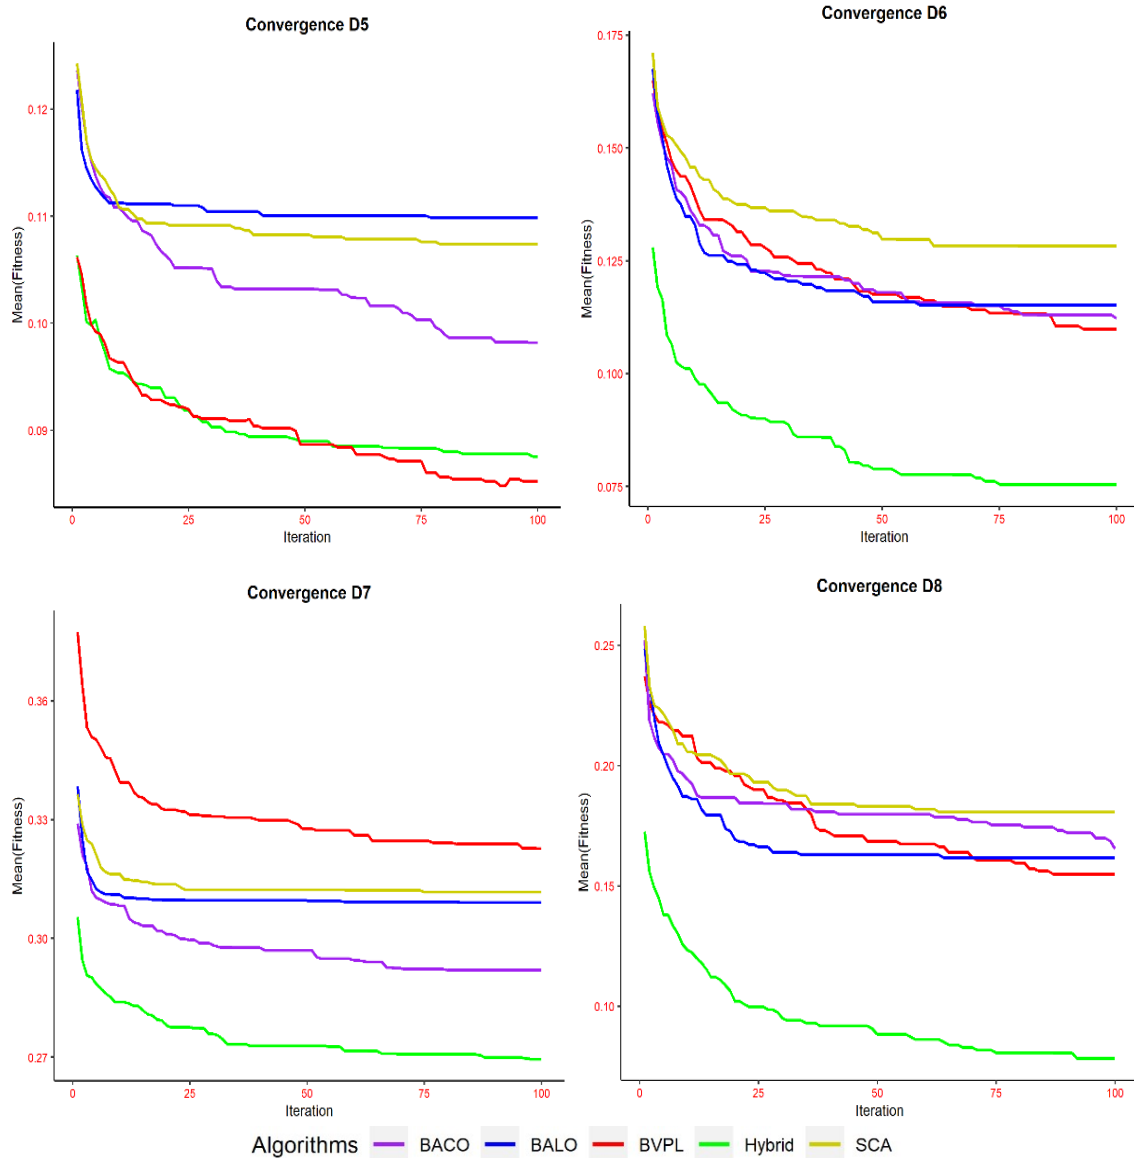 Convergence D5
Mean(Fitness)
0.12
0.11
0.10
0.09
0 25 50 75 100
Iteration
Convergence D6
Mean(Fitness)
0.175
0.150
0.125
0.100
0.075
0 25 50 75 100
Iteration
Convergence D7
Mean(Fitness)
0.36
0.33
0.30
0.27
0 25 50 75 100
Iteration
Convergence D8
Mean(Fitness)
0.25
0.20
0.15
0.10
0 25 50 75 100
Iteration
Algorithms BACO BALO BVPL Hybrid SCA